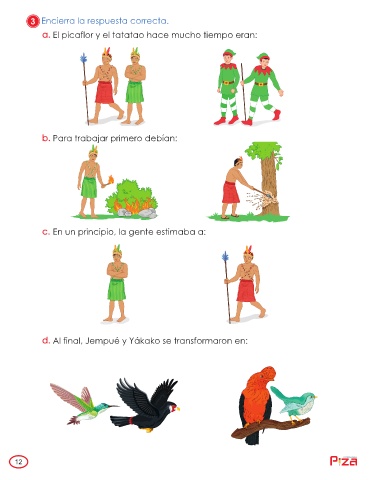 3 Encierra la respuesta correcta.
a. El picaflor y el tatatao hace mucho tiempo eran:
b. Para trabajar primero debían:
c. En un principio, la gente estimaba a:
d. Al final, Jempué y Yákako se transformaron en:
12
Piza